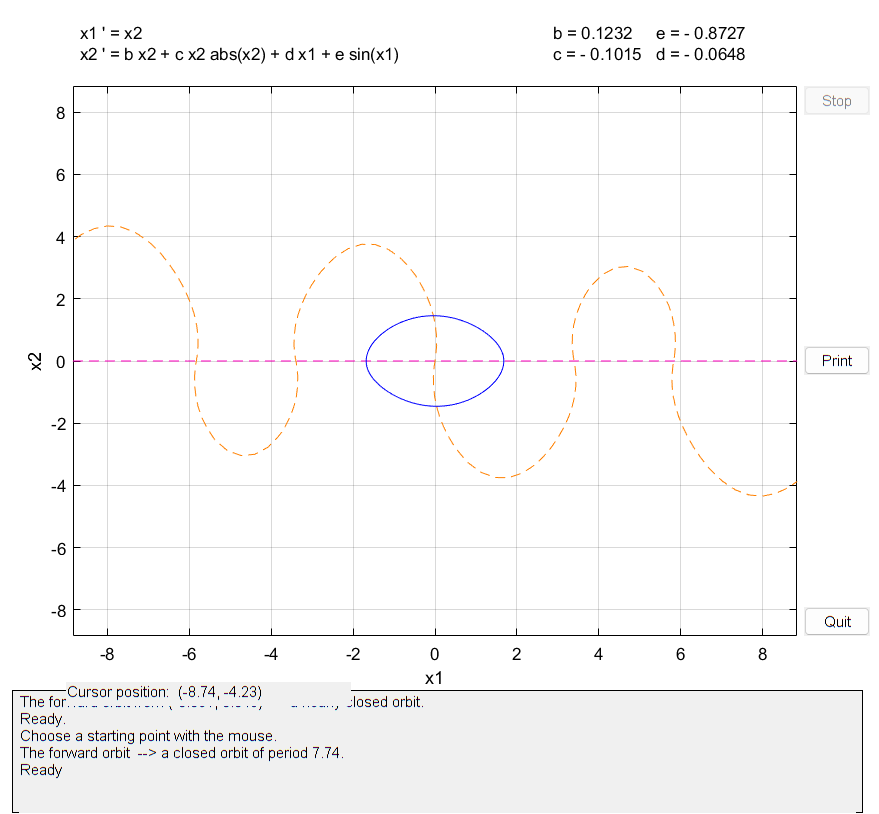 x1 ' = x2
x2 ' = b x2 + c x2 abs(x2) + d x1 + e sin(x1)
b = 0.1232 e = - 0.8727
c = - 0.1015 d = - 0.0648
Stop
8
6
4
2
0
-2
-4
-6
-8
x2
Print
Quit
-8 -6 -4 -2 0 2 4 6 8
x1
Cursor position: (-8.74, -4.23)
The closed orbit.
Ready.
Choose a starting point with the mouse.
The forward orbit --> a closed orbit of period 7.74.
Ready